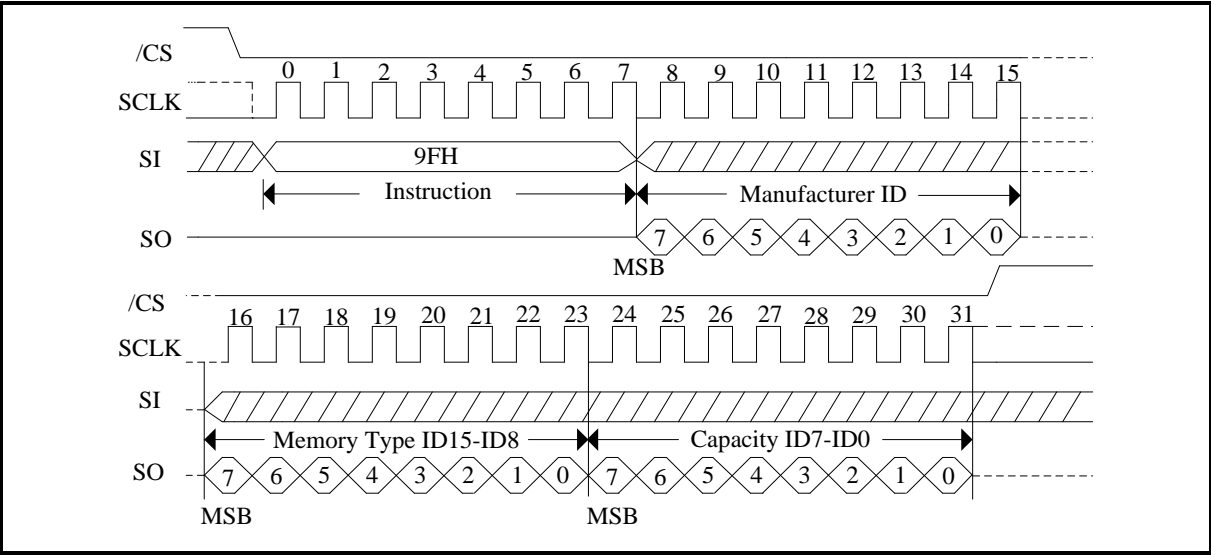 /CS
0 1 2 3 4 5 6 7 8 9 10 11 12 13 14 15
SCLK
SI 9FH
Instruction Manufacturer ID
SO 7 6 5 4 3 2 1 0
MSB
/CS
16 17 18 19 20 21 22 23 24 25 26 27 28 29 30 31
SCLK
SI
Memory Type ID15-ID8 Capacity ID7-ID0
SO 7 6 5 4 3 2 1 0 7 6 5 4 3 2 1 0
MSB MSB